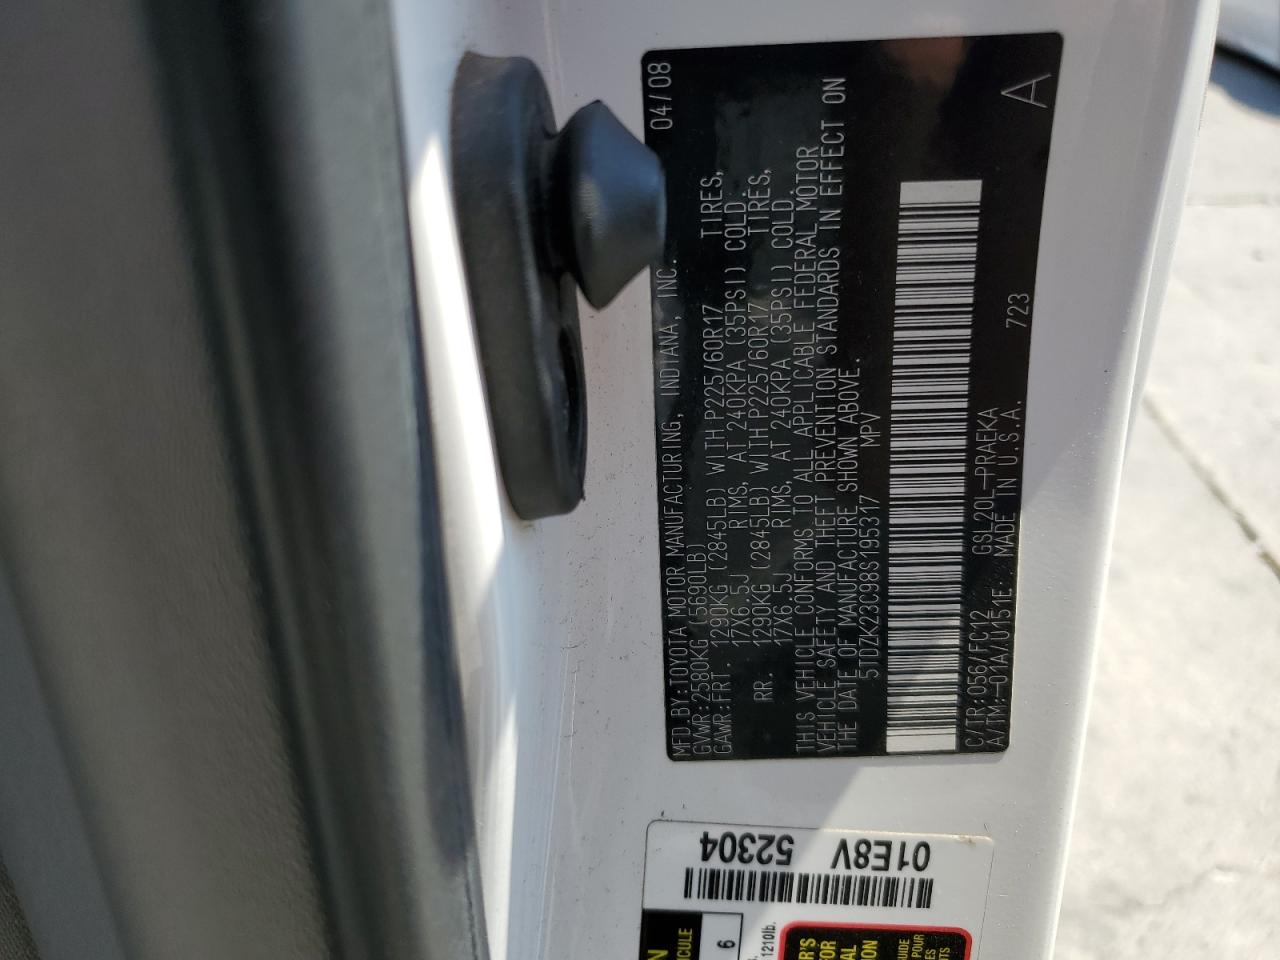 MFD.BY:TOYOTA MOTOR MANUFACTURING, INDIANA, INC. 04/08
GVWR:2580KG (5690LB)
GAWR:FRT. 1290KG (2845LB) WITH P225/60R17 TIRES,
17X6.5J RIMS, AT 240KPA (35PSI) COLD.
RR. 1290KG (2845LB) WITH P225/60R17 TIRES,
17X6.5J RIMS, AT 240KPA (35PSI) COLD.
THIS VEHICLE CONFORMS TO ALL APPLICABLE FEDERAL MOTOR
VEHICLE SAFETY AND THEFT PREVENTION STANDARDS IN EFFECT ON
THE DATE OF MANUFACTURE SHOWN ABOVE.
5TDZK23C98S195317 MPV
C/TR:056/FC12 GSL20L-PRAEKA
A/TM:-01A/U151E MADE IN U.S.A. 723 A
01E8V 52304
6
1210lb.
GUIDE
POUR